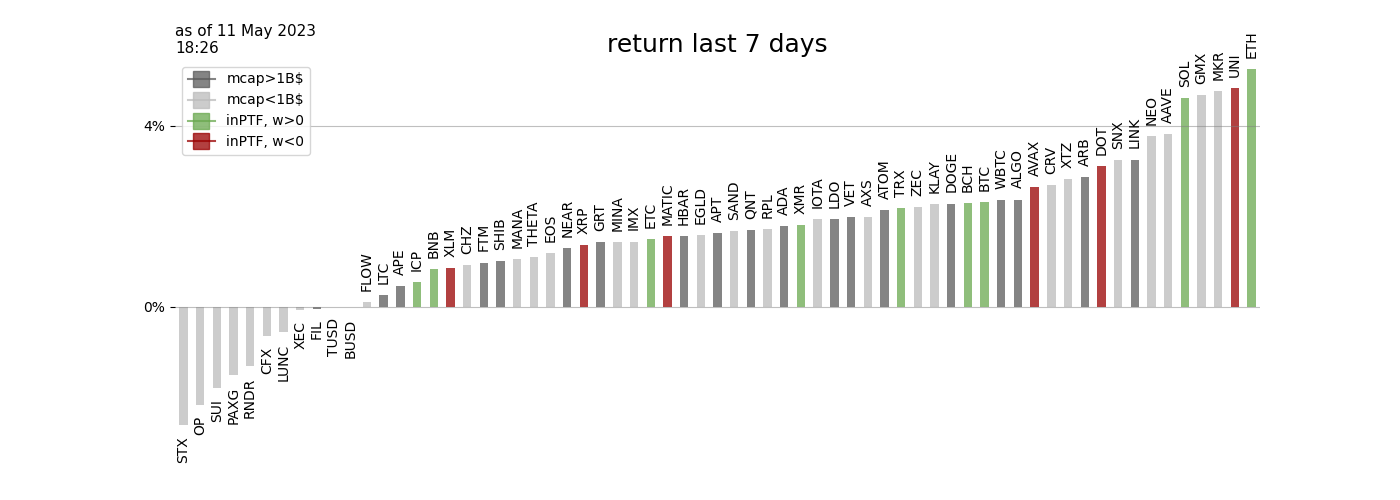 as of 11 May 2023
18:26
return last 7 days
mcap>1B$
mcap<1B$
inPTF, w>0
inPTF, w<0
4%
0%
STX
OP
SUI
PAXG
RNDR
CFX
LUNC
XEC
FIL
TUSD
BUSD
FLOW
LTC
APE
ICP
BNB
XLM
CHZ
FTM
SHIB
MANA
THETA
EOS
NEAR
XRP
GRT
MINA
IMX
ETC
MATIC
HBAR
EGLD
APT
SAND
QNT
RPL
ADA
XMR
IOTA
LDO
VET
AXS
ATOM
TRX
ZEC
KLAY
DOGE
BCH
BTC
WBTC
ALGO
AVAX
CRV
XTZ
ARB
DOT
SNX
LINK
NEO
AAVE
SOL
GMX
MKR
UNI
ETH